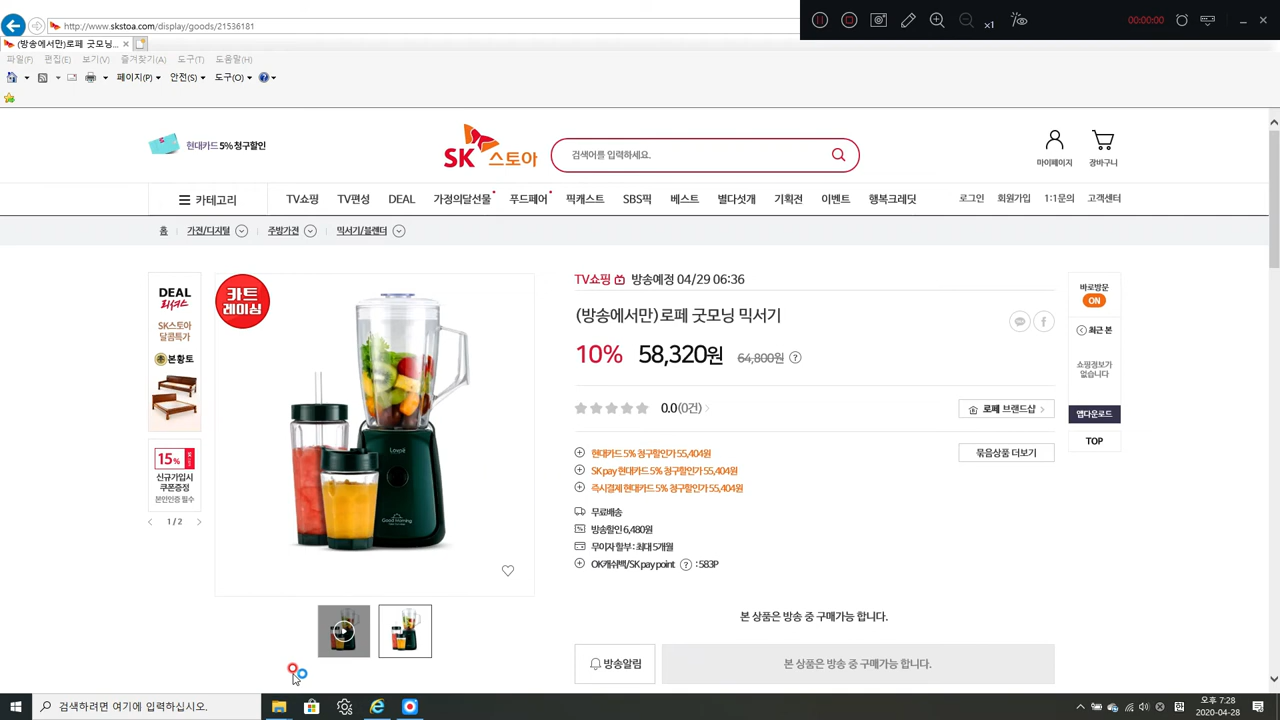 http://www.skstoa.com/display/goods/21536181
x1
00:00:00
(방송에서만)로페 굿모닝...
파일(F) 편집(E) 보기(V) 즐겨찾기(A) 도구(T) 도움말(H)
페이지(P) 안전(S) 도구(O)
현대카드 5% 청구할인
SK스토아
검색어를 입력하세요.
마이페이지 장바구니
카테고리 TV쇼핑 TV편성 DEAL 가정의달선물 푸드페어 픽캐스트 SBS픽 베스트 별다섯개 기획전 이벤트 행복크레딧 로그인 회원가입 1:1문의 고객센터
홈 가전/디지털 주방가전 믹서기/블렌더
DEAL
SK스토아
달콤특가
본황토
15%
신규가입시
쿠폰증정
본인인증 필수
1 / 2
카트
레이싱
Good Morning
TV쇼핑 방송예정 04/29 06:36
(방송에서만)로페 굿모닝 믹서기
10% 58,320원 64,800원 ?
0.0(0건)
로페 브랜드샵
현대카드 5% 청구할인가 55,404원
묶음상품 더보기
SK pay 현대카드 5% 청구할인가 55,404원
즉시결제 현대카드 5% 청구할인가 55,404원
무료배송
방송할인 6,480원
무이자 할부 : 최대 5개월
OK캐쉬백/SK pay point ? : 583P
본 상품은 방송 중 구매가능 합니다.
방송알림
본 상품은 방송 중 구매가능 합니다.
바로방문
ON
최근 본
쇼핑정보가
없습니다
앱다운로드
TOP
검색하려면 여기에 입력하십시오.
오후 7:28
2020-04-28